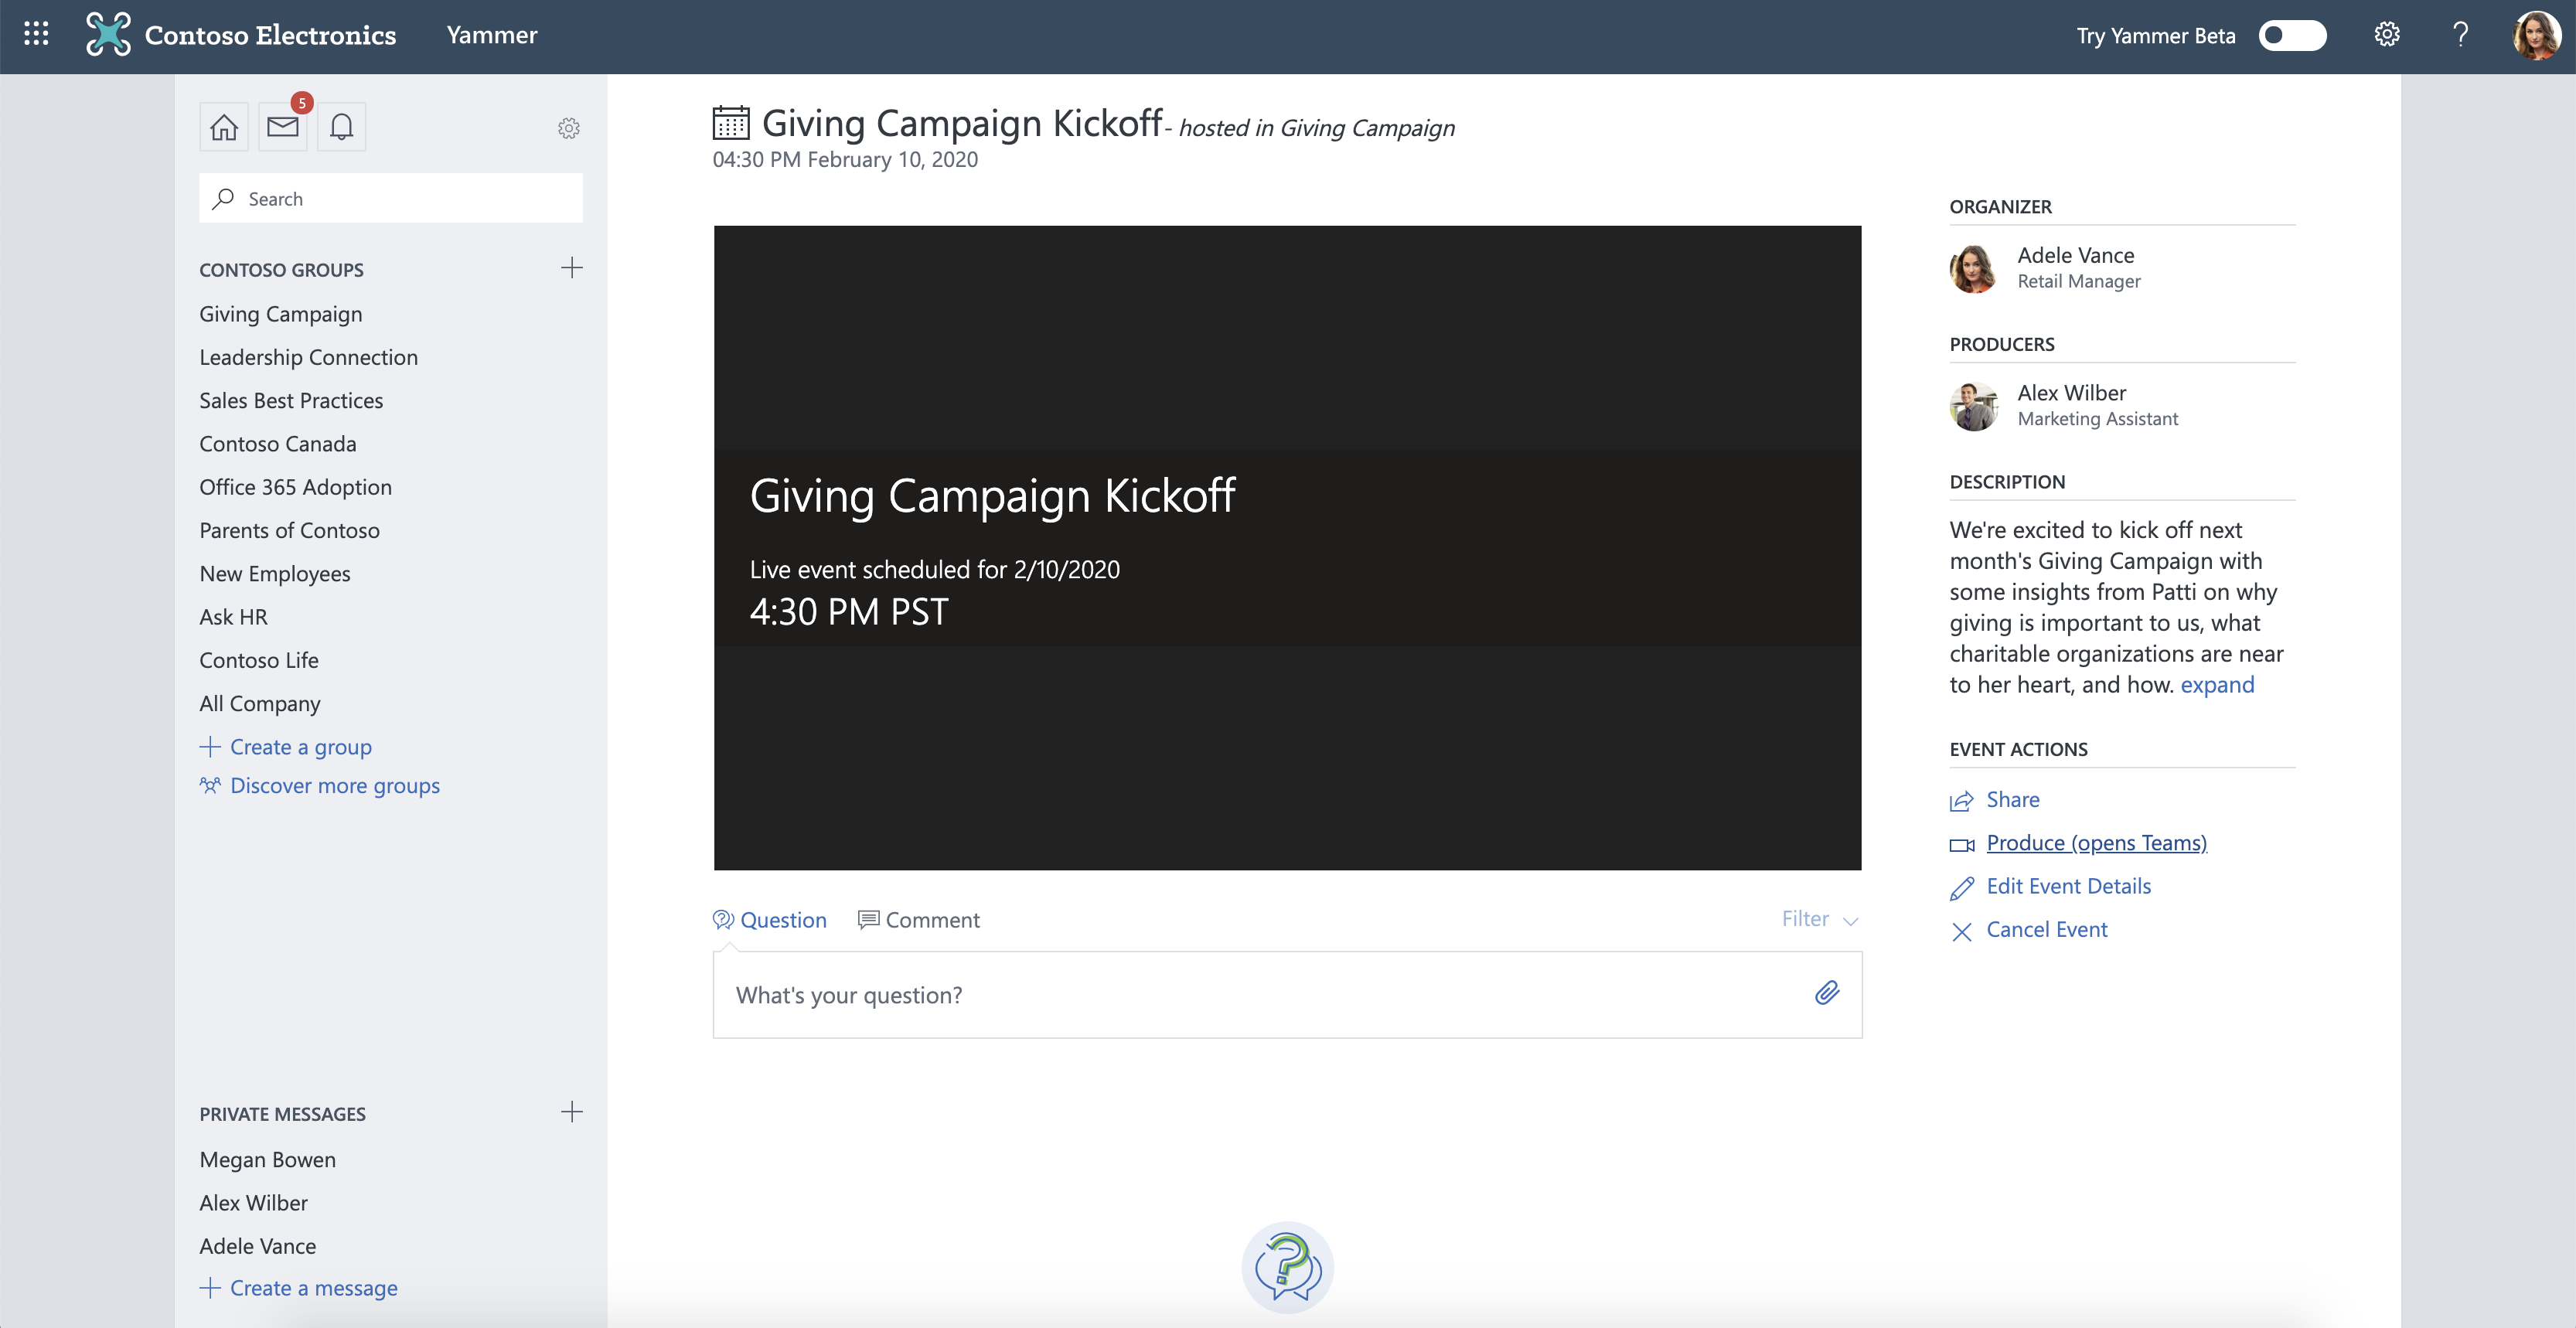 Contoso Electronics
Yammer
Try Yammer Beta
?
5
Search
CONTOSO GROUPS
Giving Campaign
Leadership Connection
Sales Best Practices
Contoso Canada
Office 365 Adoption
Parents of Contoso
New Employees
Ask HR
Contoso Life
All Company
Create a group
Discover more groups
PRIVATE MESSAGES
Megan Bowen
Alex Wilber
Adele Vance
Create a message
Giving Campaign Kickoff - hosted in Giving Campaign
04:30 PM February 10, 2020
Giving Campaign Kickoff
Live event scheduled for 2/10/2020
4:30 PM PST
Question
Comment
Filter
What's your question?
ORGANIZER
Adele Vance
Retail Manager
PRODUCERS
Alex Wilber
Marketing Assistant
DESCRIPTION
We're excited to kick off next
month's Giving Campaign with
some insights from Patti on why
giving is important to us, what
charitable organizations are near
to her heart, and how. expand
EVENT ACTIONS
Share
Produce (opens Teams)
Edit Event Details
Cancel Event